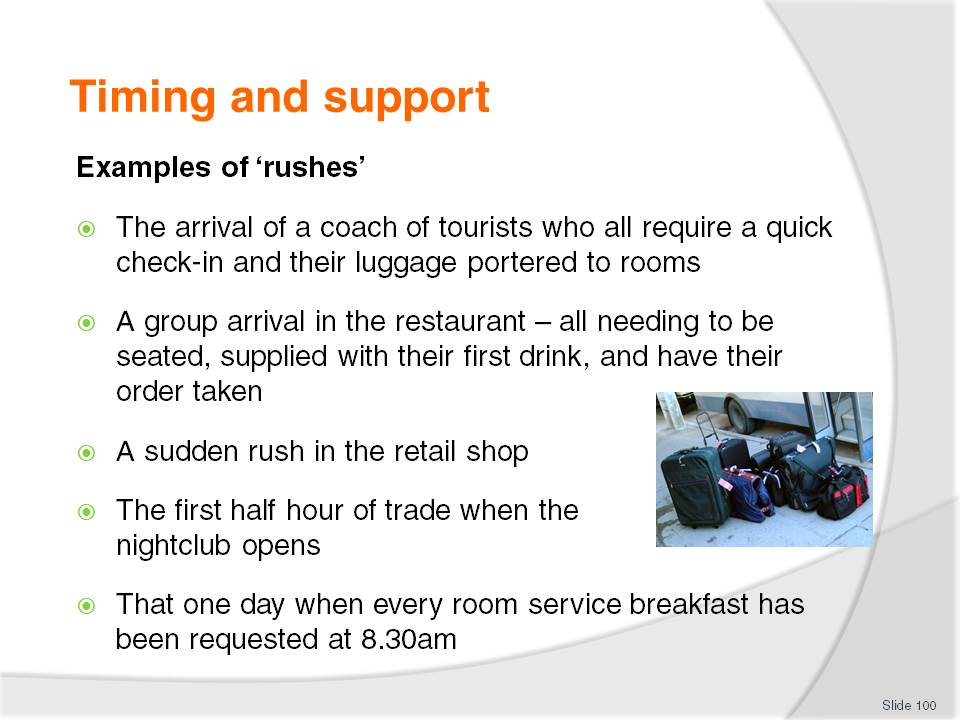 Timing and support
Examples of ‘rushes’
The arrival of a coach of tourists who all require a quick
check-in and their luggage portered to rooms
A group arrival in the restaurant – all needing to be
seated, supplied with their first drink, and have their
order taken
A sudden rush in the retail shop
The first half hour of trade when the
nightclub opens
That one day when every room service breakfast has
been requested at 8.30am
Slide 100